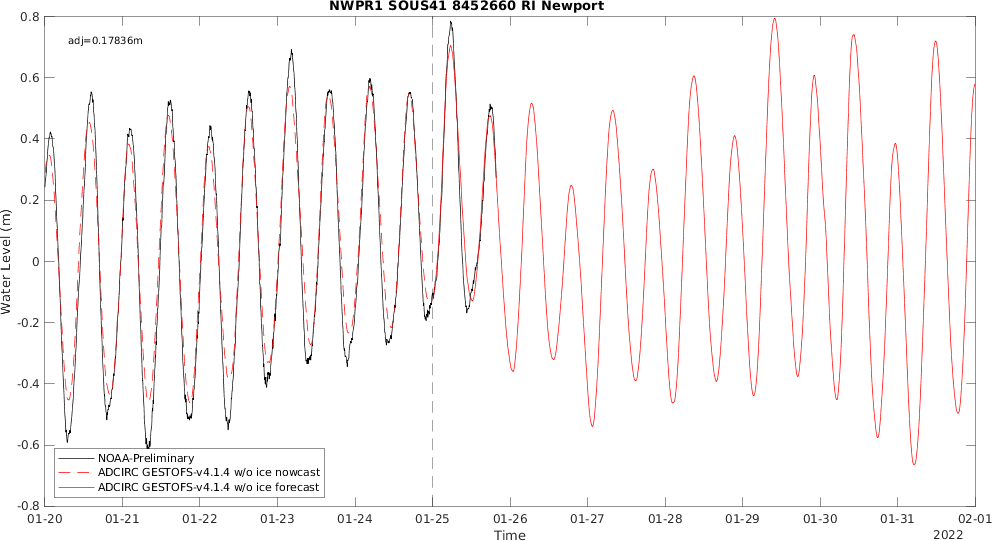 NWPR1 SOUS41 8452660 RI Newport
adj=0.17836m
0.8
0.6
0.4
0.2
0
-0.2
-0.4
-0.6
-0.8
Water Level (m)
NOAA-Preliminary
ADCIRC GESTOFS-v4.1.4 w/o ice nowcast
ADCIRC GESTOFS-v4.1.4 w/o ice forecast
01-20 01-21 01-22 01-23 01-24 01-25 01-26 01-27 01-28 01-29 01-30 01-31 02-01
Time
2022